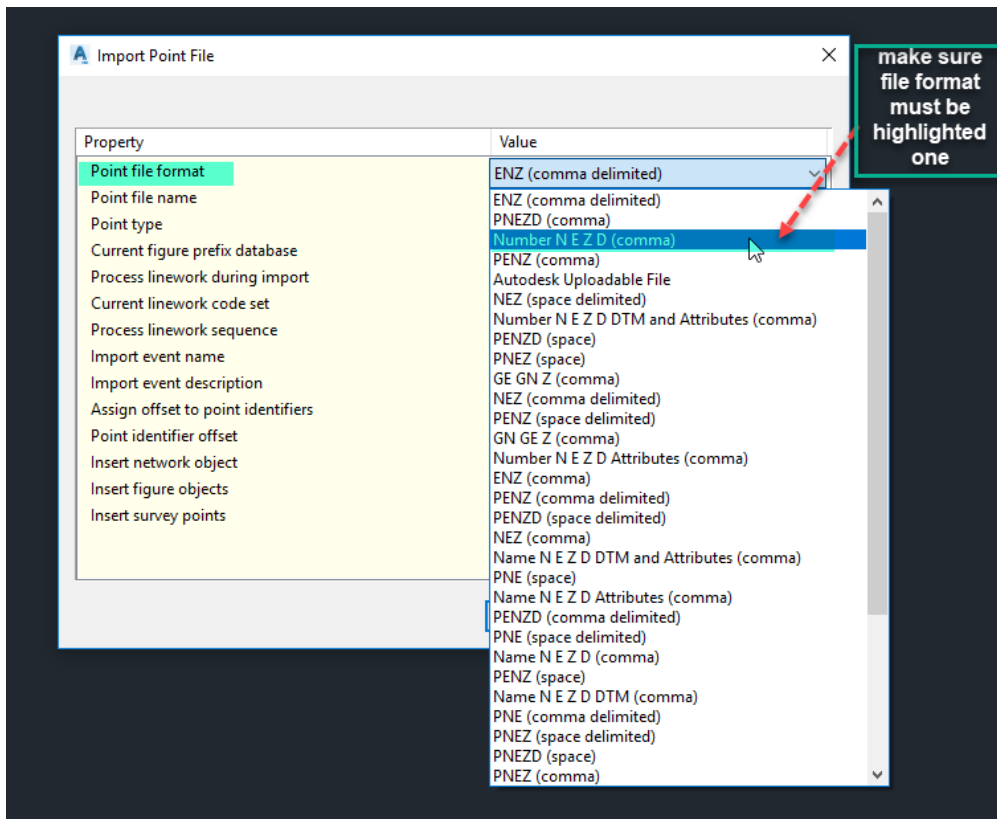 Import Point File
make sure
file format
must be
highlighted
one
Property Value
Point file format ENZ (comma delimited)
Point file name
Point type
Current figure prefix database
Process linework during import
Current linework code set
Process linework sequence
Import event name
Import event description
Assign offset to point identifiers
Point identifier offset
Insert network object
Insert figure objects
Insert survey points
ENZ (comma delimited)
PNEZD (comma)
Number N E Z D (comma)
PENZ (comma)
Autodesk Uploadable File
NEZ (space delimited)
Number N E Z D DTM and Attributes (comma)
PENZD (space)
PNEZ (space)
GE GN Z (comma)
NEZ (comma delimited)
PENZ (space delimited)
GN GE Z (comma)
Number N E Z D Attributes (comma)
ENZ (comma)
PENZ (comma delimited)
PENZD (space delimited)
NEZ (comma)
Name N E Z D DTM and Attributes (comma)
PNE (space)
Name N E Z D Attributes (comma)
PENZD (comma delimited)
PNE (space delimited)
Name N E Z D (comma)
PENZ (space)
Name N E Z D DTM (comma)
PNE (comma delimited)
PNEZ (space delimited)
PNEZD (space)
PNEZ (comma)